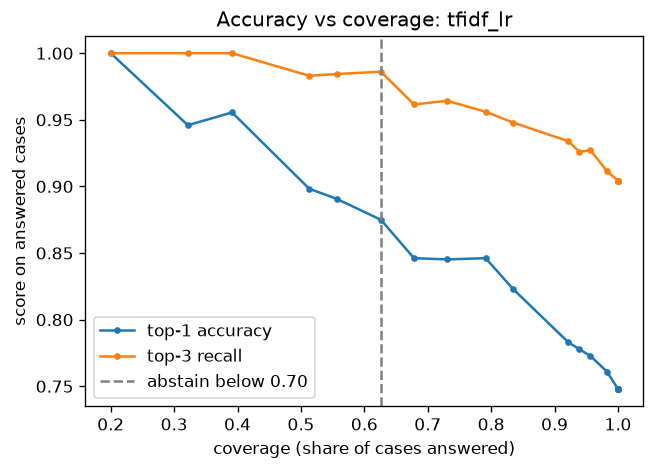 Accuracy vs coverage: tfidf_lr
score on answered cases
1.00
0.95
0.90
0.85
0.80
0.75
top-1 accuracy
top-3 recall
abstain below 0.70
0.2 0.3 0.4 0.5 0.6 0.7 0.8 0.9 1.0
coverage (share of cases answered)